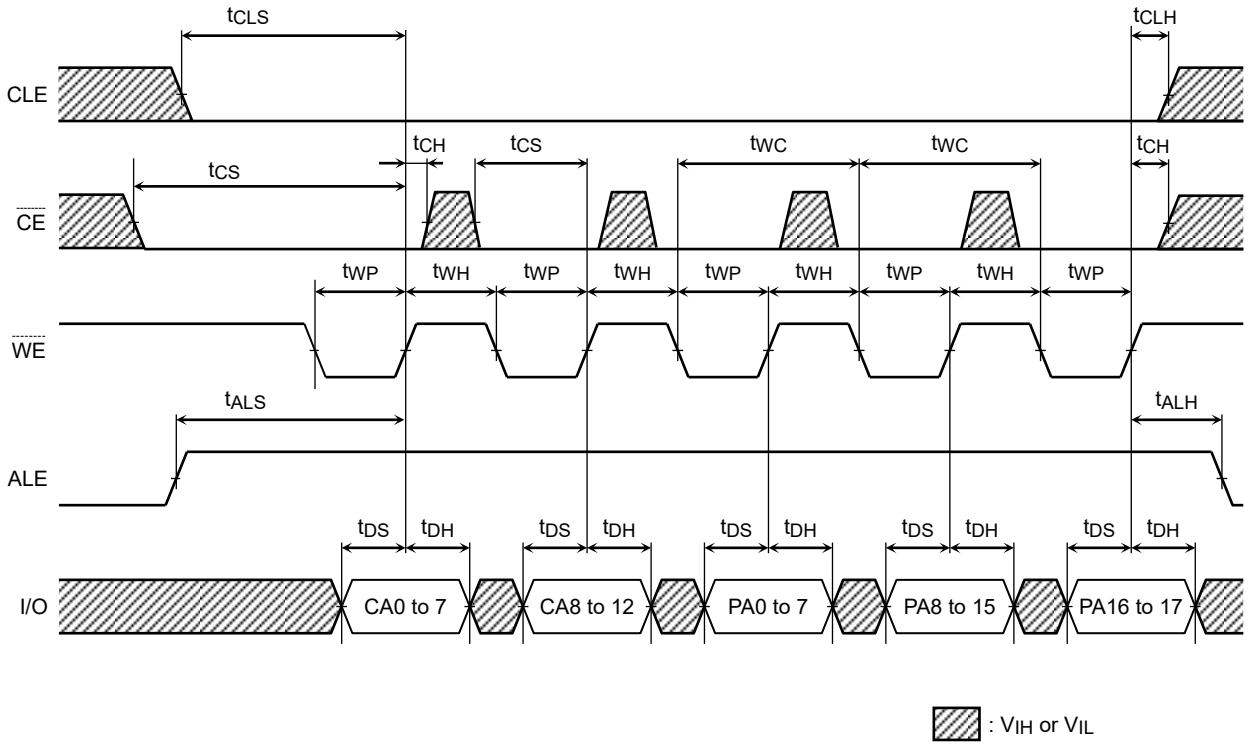 tCLS tCLH
CLE
tCH tCS tWC tWC tCH
tCS
CE
tWP tWH tWP tWH tWP tWH tWP tWH tWP
WE
tALS tALH
ALE
tDS tDH tDS tDH tDS tDH tDS tDH tDS tDH
I/O CA0 to 7 CA8 to 12 PA0 to 7 PA8 to 15 PA16 to 17
: VIH or VIL